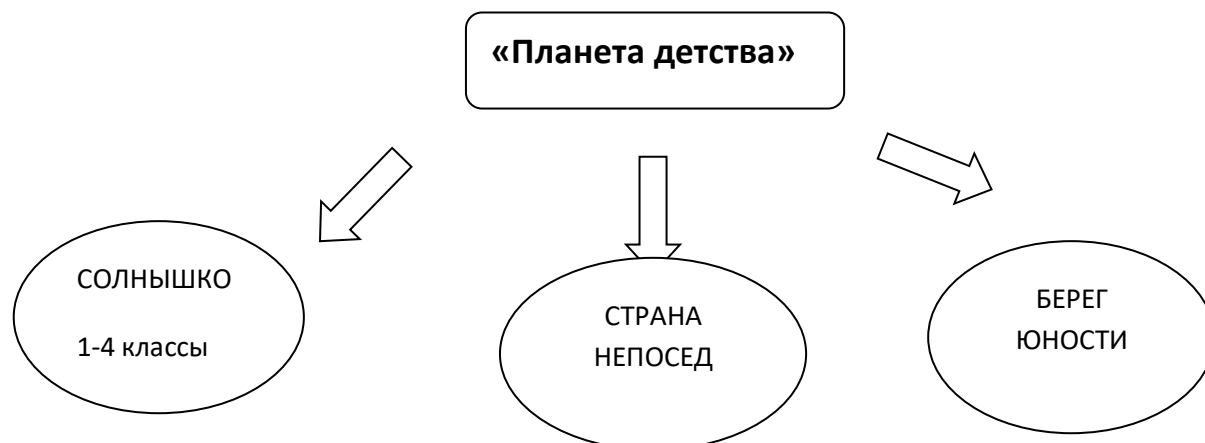 «Планета детства»
СОЛНЫШКО
1-4 классы
СТРАНА
НЕПОСЕД
БЕРЕГ
ЮНОСТИ